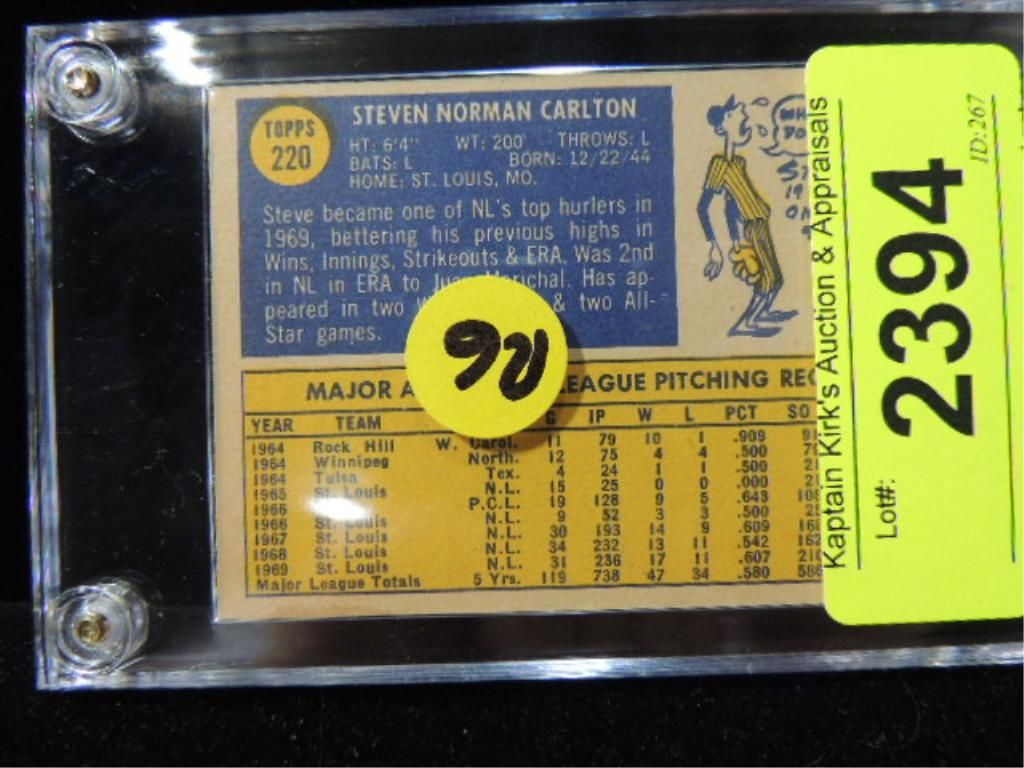 TOPPS
220
STEVEN NORMAN CARLTON
HT: 6'4" WT: 200 THROWS: L
BATS: L BORN: 12/22/44
HOME: ST. LOUIS, MO.
Steve became one of NL's top hurlers in
1969, bettering his previous highs in
Wins, Innings, Strikeouts & ERA. Was 2nd
in NL in ERA to Juan Marichal. Has ap-
peared in two & two All-
Star games.
MAJOR LEAGUE PITCHING
YEAR TEAM G IP W L PCT SO
1964 Rock Hill W. Carol. 11 79 10 1 .909
1964 Winnipeg North. 12 75 4 4 .500
1964 Tulsa Tex. 4 24 1 1 .500
1965 St. Louis N.L. 15 25 0 0 .000
1966 P.C.L. 19 128 9 5 .643
1966 St. Louis N.L. 9 52 3 3 .500
1967 St. Louis N.L. 30 193 14 9 .609
1968 St. Louis N.L. 34 232 13 11 .542
1969 St. Louis N.L. 31 236 17 11 .607
Major League Totals 5 Yrs. 119 738 47 34 .580
Kaptain Kirk's Auction & Appraisals
Lot#: 2394
ID:267